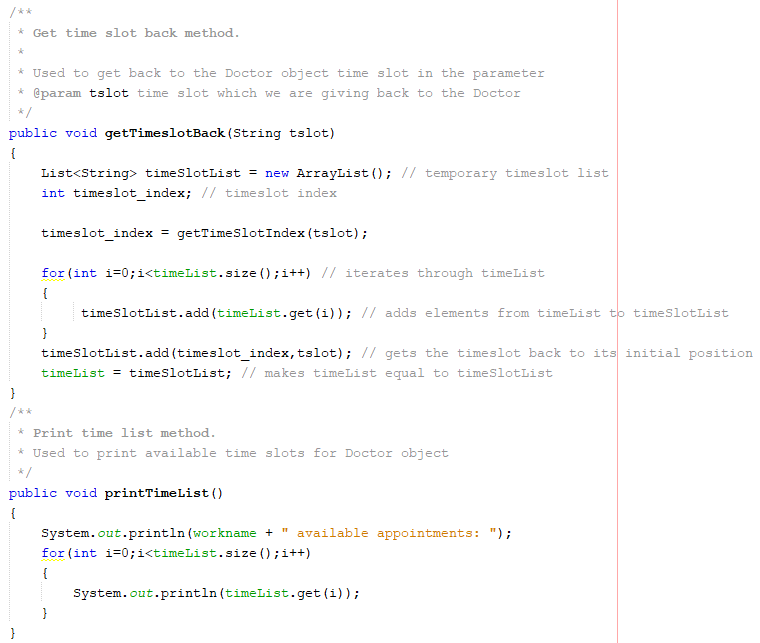 /**
 * Get time slot back method.
 *
 * Used to get back to the Doctor object time slot in the parameter
 * @param tslot time slot which we are giving back to the Doctor
 */
public void getTimeslotBack(String tslot)
{
    List<String> timeSlotList = new ArrayList(); // temporary timeslot list
    int timeslot_index; // timeslot index

    timeslot_index = getTimeSlotIndex(tslot);

    for(int i=0;i<timeList.size();i++) // iterates through timeList
    {
         timeSlotList.add(timeList.get(i)); // adds elements from timeList to timeSlotList
    }
    timeSlotList.add(timeslot_index,tslot); // gets the timeslot back to its initial position
    timeList = timeSlotList; // makes timeList equal to timeSlotList
}
/**
 * Print time list method.
 * Used to print available time slots for Doctor object
 */
public void printTimeList()
{
    System.out.println(workname + " available appointments: ");
    for(int i=0;i<timeList.size();i++)
    {
        System.out.println(timeList.get(i));
    }
}